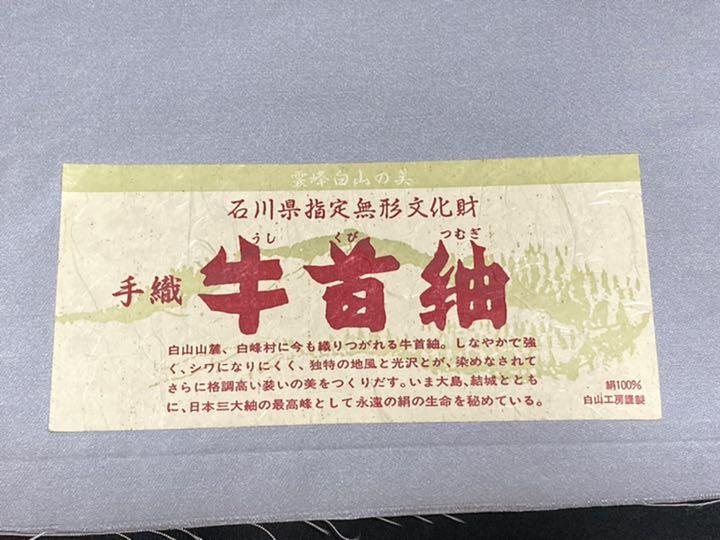 雲峰白山の美
石川県指定無形文化財
うし くび つむぎ
手織 牛首紬
白山山麓、白峰村に今も織りつがれる牛首紬。しなやかで強
く、シワになりにくく、独特の地風と光沢とが、染めなされて
さらに格調高い装いの美をつくりだす。いま大島、結城ととも
に、日本三大紬の最高峰として永遠の絹の生命を秘めている。
絹100%
白山工房謹製